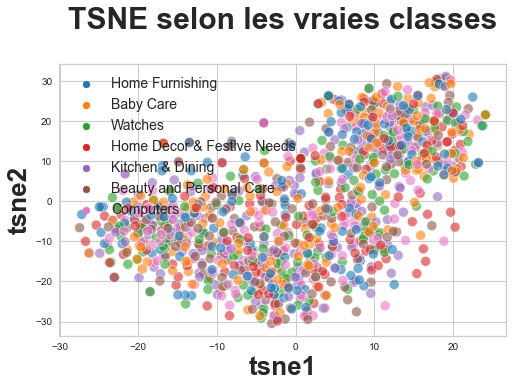 TSNE selon les vraies classes
Home Furnishing
Baby Care
Watches
Home Decor & Festive Needs
Kitchen & Dining
Beauty and Personal Care
Computers
tsne2
30
20
10
0
−10
−20
−30
−30 −20 −10 0 10 20
tsne1